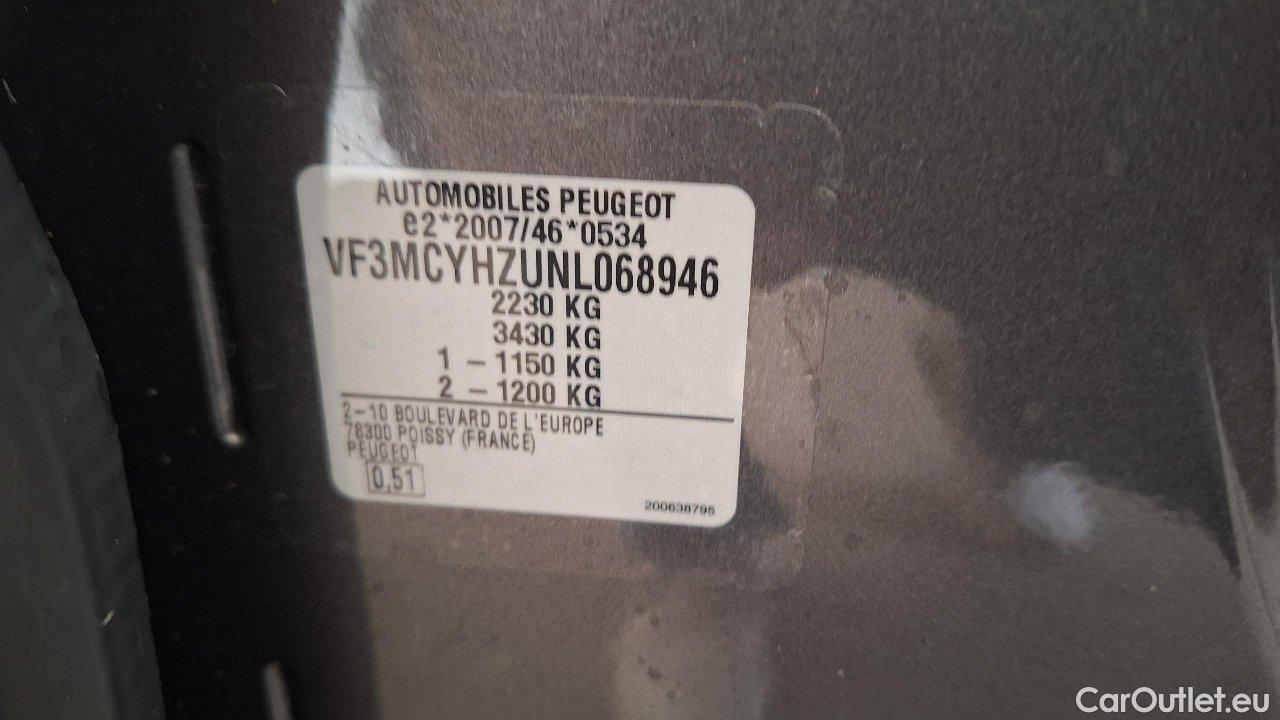 AUTOMOBILES PEUGEOT
e2*2007/46*0534
VF3MCYHZUNL068946
2230 KG
3430 KG
1 - 1150 KG
2 - 1200 KG
2-10 BOULEVARD DE L'EUROPE
78300 POISSY (FRANCE)
PEUGEOT
0,51
200638795
CarOutlet.eu